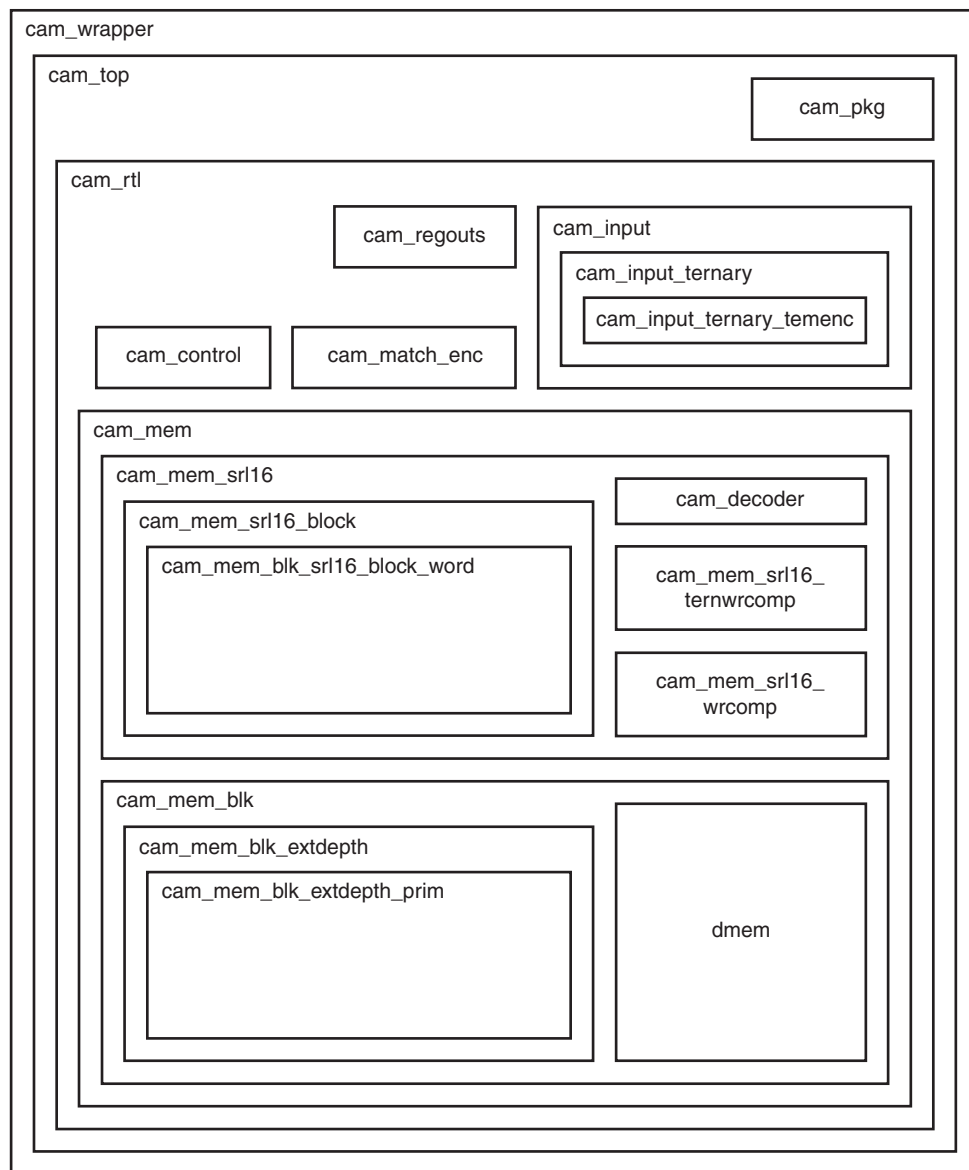 cam_wrapper
cam_top
cam_pkg
cam_rtl
cam_regouts
cam_input
cam_input_ternary
cam_input_ternary_temenc
cam_control
cam_match_enc
cam_mem
cam_mem_srl16
cam_mem_srl16_block
cam_mem_blk_srl16_block_word
cam_decoder
cam_mem_srl16_
ternwrcomp
cam_mem_srl16_
wrcomp
cam_mem_blk
cam_mem_blk_extdepth
cam_mem_blk_extdepth_prim
dmem